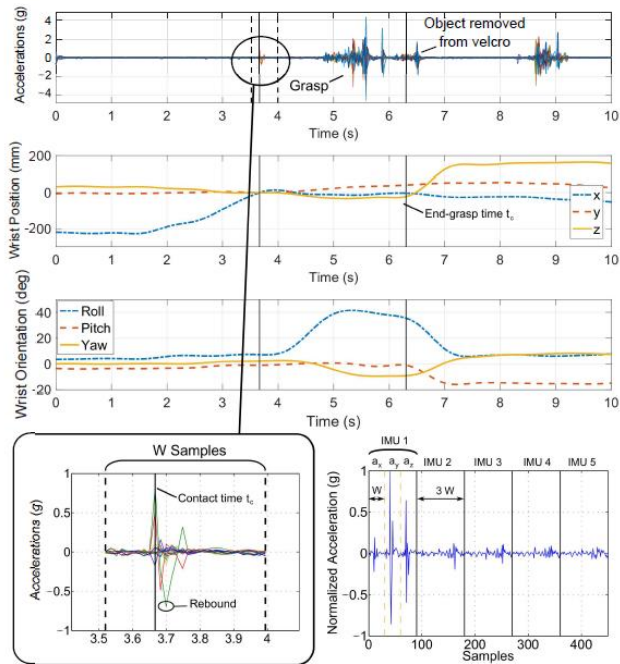 Accelerations (g)
4
2
0
-2
-4
Object removed
from velcro
Grasp
0 1 2 3 4 5 6 7 8 9 10
Time (s)
Wrist Position (mm)
200
0
-200
End-grasp time tc
x
y
z
0 1 2 3 4 5 6 7 8 9 10
Time (s)
Wrist Orientation (deg)
40
20
0
-20
Roll
Pitch
Yaw
0 1 2 3 4 5 6 7 8 9 10
Time (s)
W Samples
Accelerations (g)
1
0.5
0
-0.5
-1
Contact time tc
Rebound
3.5 3.6 3.7 3.8 3.9 4
Time (s)
IMU 1
ax ay az IMU 2 IMU 3 IMU 4 IMU 5
W
3 W
Normalized Acceleration (g)
1
0.5
0
-0.5
-1
0 100 200 300 400
Samples